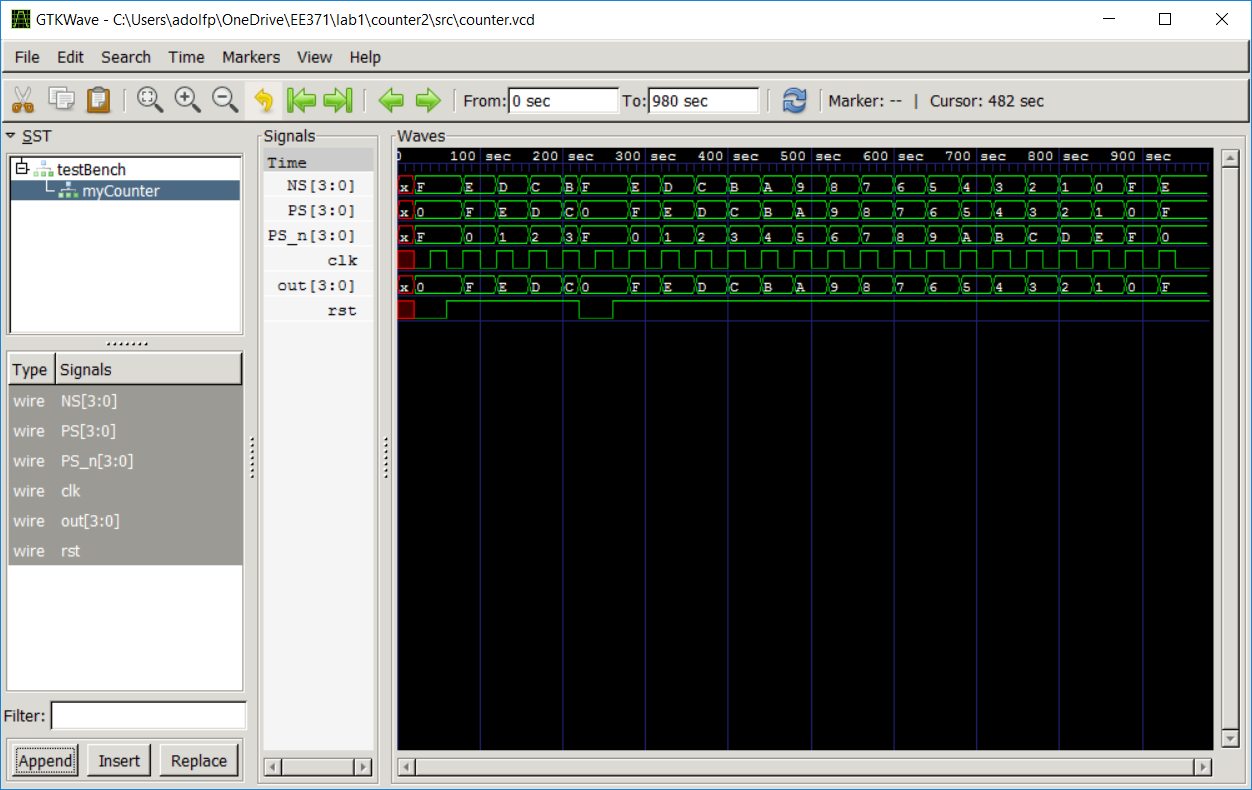 GTKWave - C:\Users\adolfp\OneDrive\EE371\lab1\counter2\src\counter.vcd
File Edit Search Time Markers View Help
From: 0 sec To: 980 sec Marker: -- | Cursor: 482 sec
SST
testBench
myCounter
Type Signals
wire NS[3:0]
wire PS[3:0]
wire PS_n[3:0]
wire clk
wire out[3:0]
wire rst
Filter:
Append Insert Replace
Signals
Time
NS[3:0]
PS[3:0]
PS_n[3:0]
clk
out[3:0]
rst
Waves
0 100 sec 200 sec 300 sec 400 sec 500 sec 600 sec 700 sec 800 sec 900 sec
x F E D C B F E D C B A 9 8 7 6 5 4 3 2 1 0 F E
x 0 F E D C 0 F E D C B A 9 8 7 6 5 4 3 2 1 0 F
x F 0 1 2 3 F 0 1 2 3 4 5 6 7 8 9 A B C D E F 0
x 0 F E D C 0 F E D C B A 9 8 7 6 5 4 3 2 1 0 F